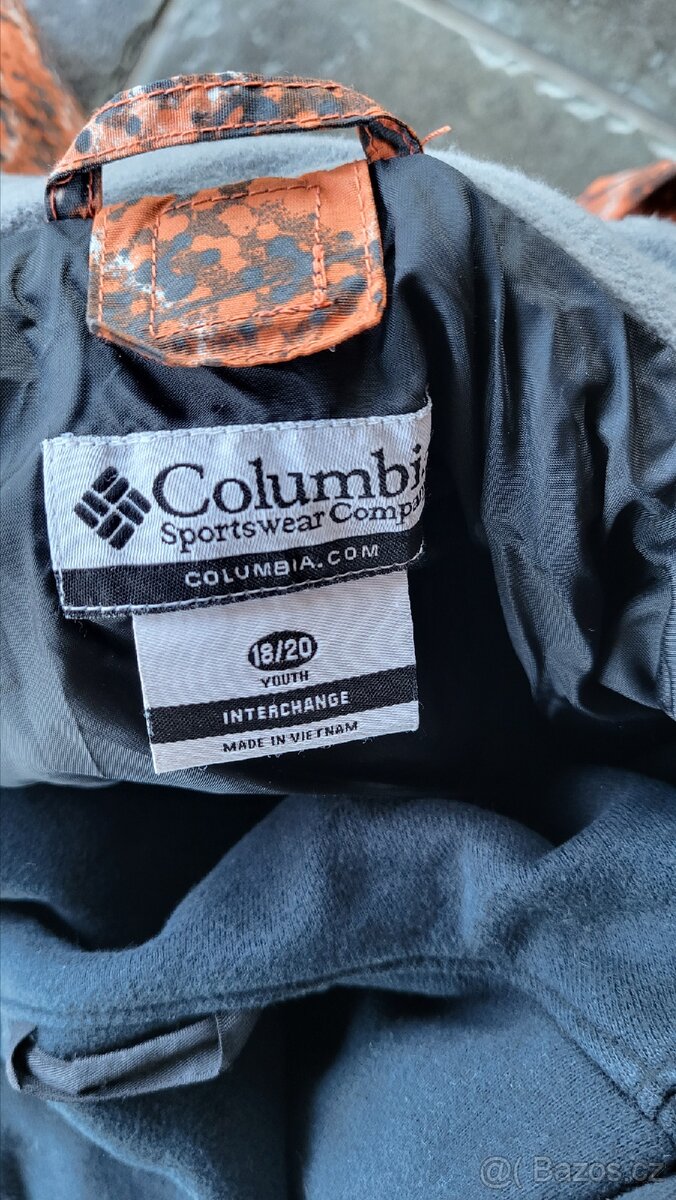 Columbia
Sportswear Company
COLUMBIA.COM
18/20
YOUTH
INTERCHANGE
MADE IN VIETNAM
@( Bazos.cz